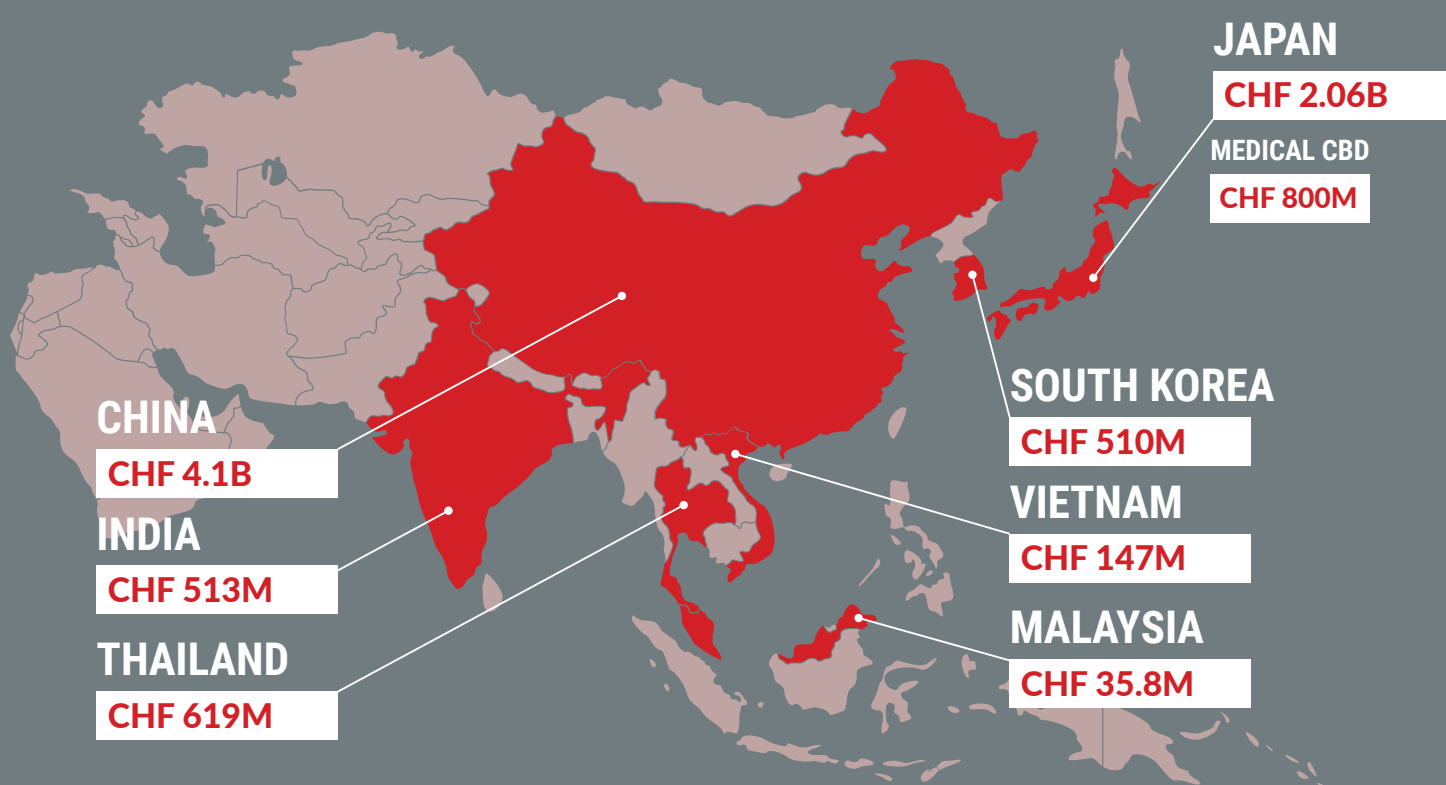 JAPAN
CHF 2.06B
MEDICAL CBD
CHF 800M
CHINA
CHF 4.1B
INDIA
CHF 513M
THAILAND
CHF 619M
SOUTH KOREA
CHF 510M
VIETNAM
CHF 147M
MALAYSIA
CHF 35.8M